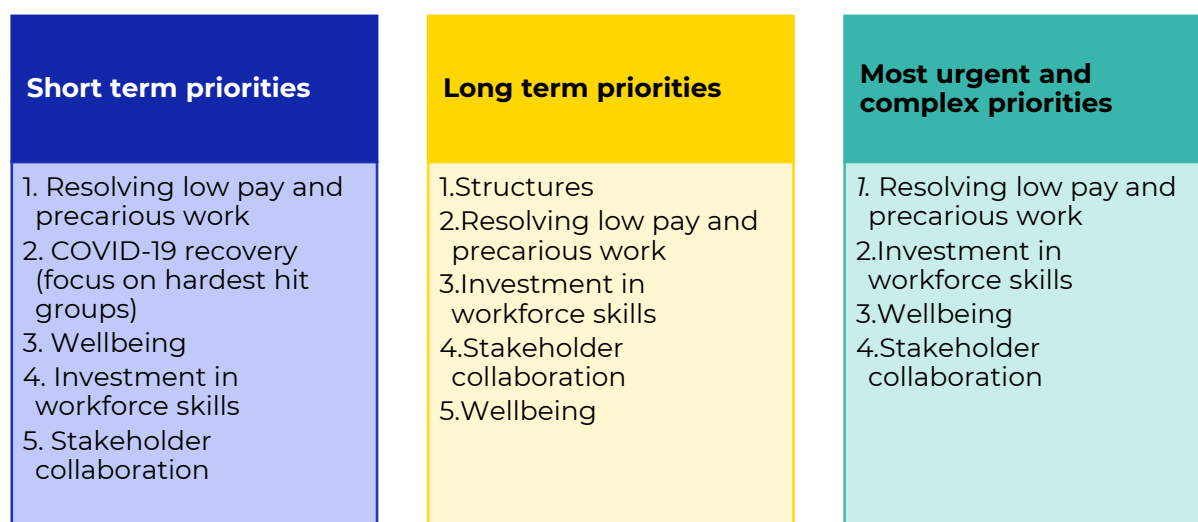 Short term priorities
1. Resolving low pay and
precarious work
2. COVID-19 recovery
(focus on hardest hit
groups)
3. Wellbeing
4. Investment in
workforce skills
5. Stakeholder
collaboration
Long term priorities
1.Structures
2.Resolving low pay and
precarious work
3.Investment in
workforce skills
4.Stakeholder
collaboration
5.Wellbeing
Most urgent and
complex priorities
1. Resolving low pay and
precarious work
2.Investment in
workforce skills
3.Wellbeing
4.Stakeholder
collaboration